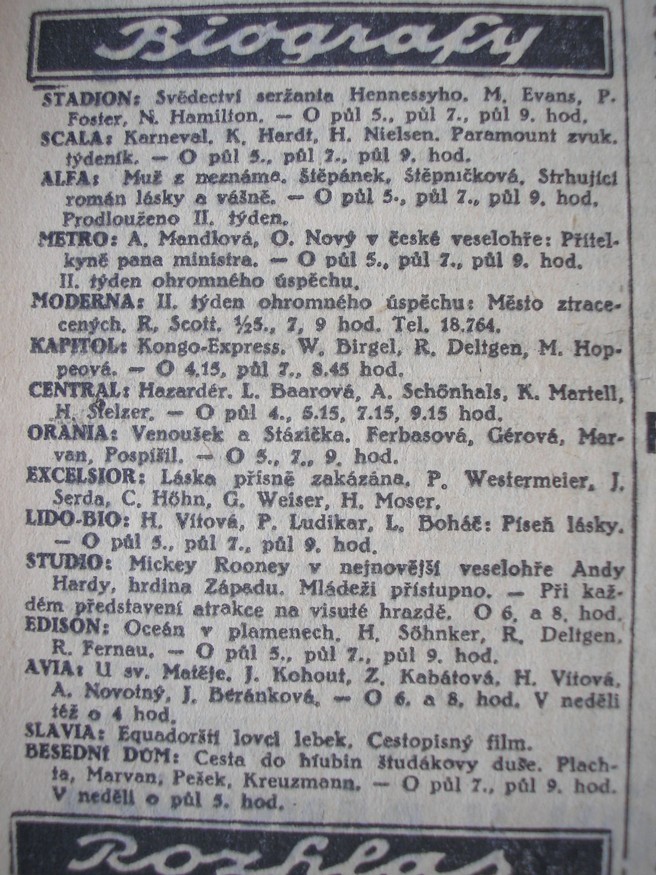 Biografy
STADION: Svědectví seržanta Hennessyho. M. Evans, P.
Foster, N. Hamilton. — O půl 5., půl 7., půl 9. hod.
SCALA: Karneval. K. Hardt, H. Nielsen. Paramount zvuk.
týdeník. — O půl 5., půl 7., půl 9. hod.
ALFA: Muž z neznáma. Štěpánek, Štěpničková. Strhující
román lásky a vášně. — O půl 5., půl 7., půl 9. hod.
Prodlouženo II. týden.
METRO: A. Mandlová, O. Nový v české veselohře: Přítel-
kyně pana ministra. — O půl 5., půl 7., půl 9. hod.
II. týden ohromného úspěchu.
MODERNA: II. týden ohromného úspěchu: Město ztrace-
cených. R. Scott. ½5., 7, 9 hod. Tel. 18.764.
KAPITOL: Kongo-Express. W. Birgel, R. Deltgen, M. Hop-
peová. — O 4.15, půl 7., 8.45 hod.
CENTRAL: Hazardér. L. Baarová, A. Schönhals, K. Martell,
H. Stelzer. — O půl 4., 5.15, 7.15, 9.15 hod.
ORANIA: Venoušek a Stázička. Ferbasová, Gérová, Mar-
van, Pospíšil. — O 5., 7., 9. hod.
EXCELSIOR: Láska přísně zakázána. P. Westermeier, J.
Serda, C. Höhn, G. Weiser, H. Moser.
LIDO-BIO: H. Vítová, P. Ludikar, L. Boháč: Píseň lásky.
— O půl 5., půl 7., půl 9. hod.
STUDIO: Mickey Rooney v nejnovější veselohře Andy
Hardy, hrdina Západu. Mládeži přístupno. — Při kaž-
dém představení atrakce na visuté hrazdě. O 6. a 8. hod.
EDISON: Oceán v plamenech. H. Söhnker, R. Deltgen.
R. Fernau. — O půl 5., půl 7., půl 9. hod.
AVIA: U sv. Matěje. J. Kohout, Z. Kabátová, H. Vítová,
A. Novotný, J. Beránková. — O 6. a 8. hod. V neděli
též o 4 hod.
SLAVIA: Equadorští lovci lebek. Cestopisný film.
BESEDNÍ DŮM: Cesta do hlubin študákovy duše. Plach-
ta, Marvan, Pešek, Kreuzmann. — O půl 7., půl 9. hod.
V neděli o půl 5. hod.
Rozhlas